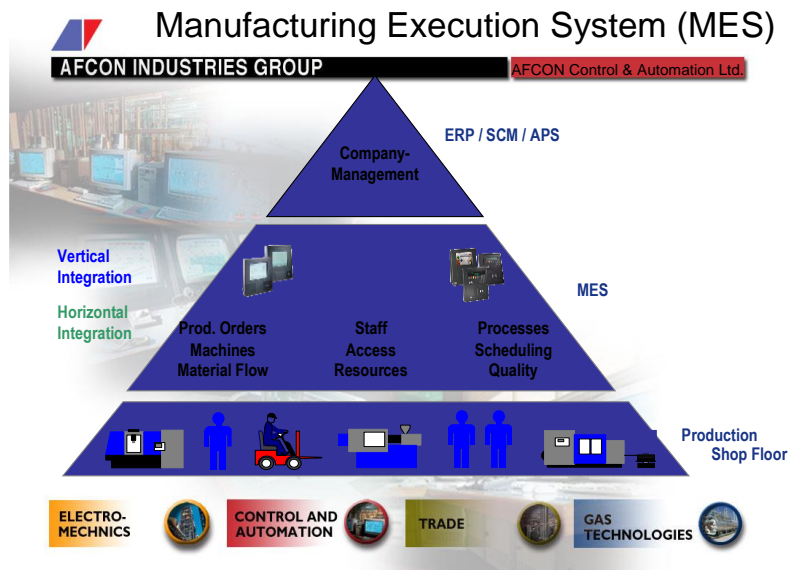 Manufacturing Execution System (MES)
AFCON INDUSTRIES GROUP
AFCON Control & Automation Ltd.
ERP / SCM / APS
Company-
Management
Vertical
Integration
Horizontal
Integration
MES
Prod. Orders
Machines
Material Flow
Staff
Access
Resources
Processes
Scheduling
Quality
Production
Shop Floor
ELECTRO-
MECHNICS
CONTROL AND
AUTOMATION
TRADE
GAS
TECHNOLOGIES